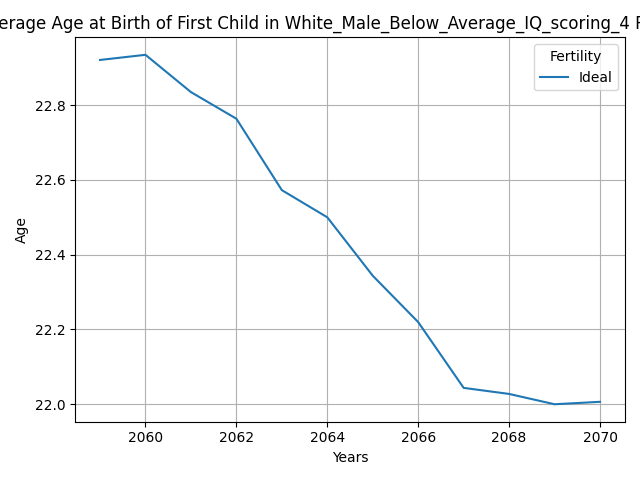 erage Age at Birth of First Child in White_Male_Below_Average_IQ_scoring_4
Fertility
Ideal
22.8
22.6
22.4
22.2
22.0
Age
2060 2062 2064 2066 2068 2070
Years